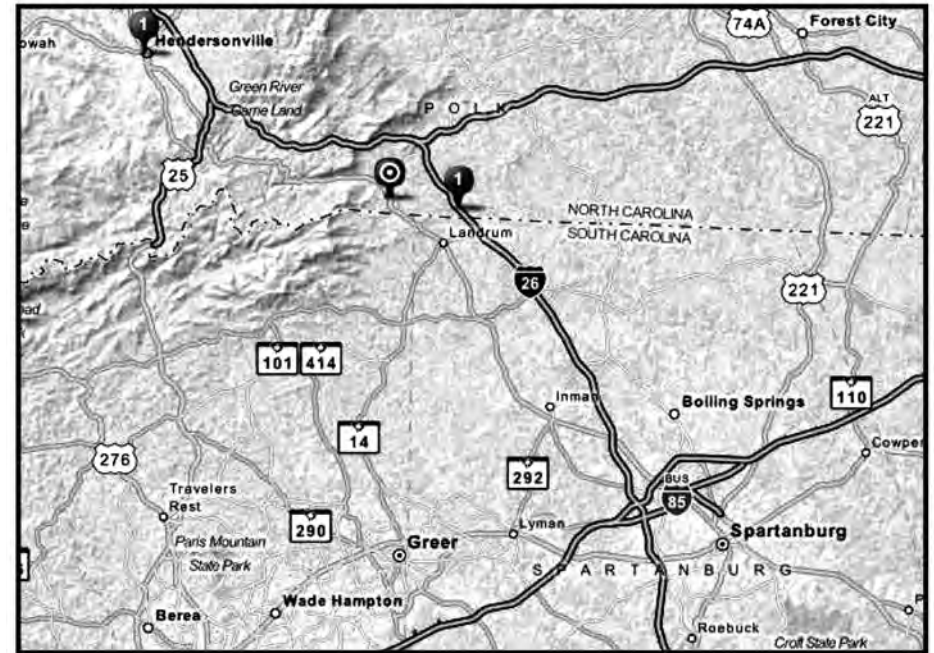 1
74A
Forest City
owah
Hendersonville
Green River
Game Land
POLK
ALT
221
25
1
NORTH CAROLINA
SOUTH CAROLINA
Landrum
26
221
101
414
Inman
Boiling Springs
110
14
276
Cowper
292
BUS
85
Travelers
Rest
290
Lyman
Spartanburg
Paris Mountain
State Park
Greer
SPARTANBURG
Wade Hampton
Berea
Roebuck
P
Croft State Park